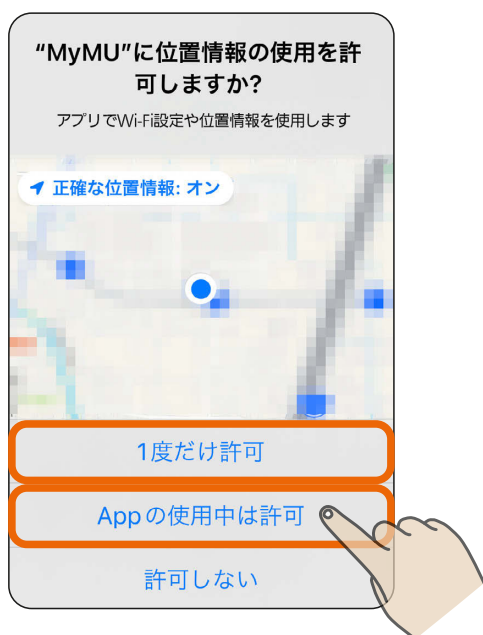 “MyMU”に位置情報の使用を許
可しますか?
アプリでWi-Fi設定や位置情報を使用します
正確な位置情報: オン
1度だけ許可
Appの使用中は許可
許可しない